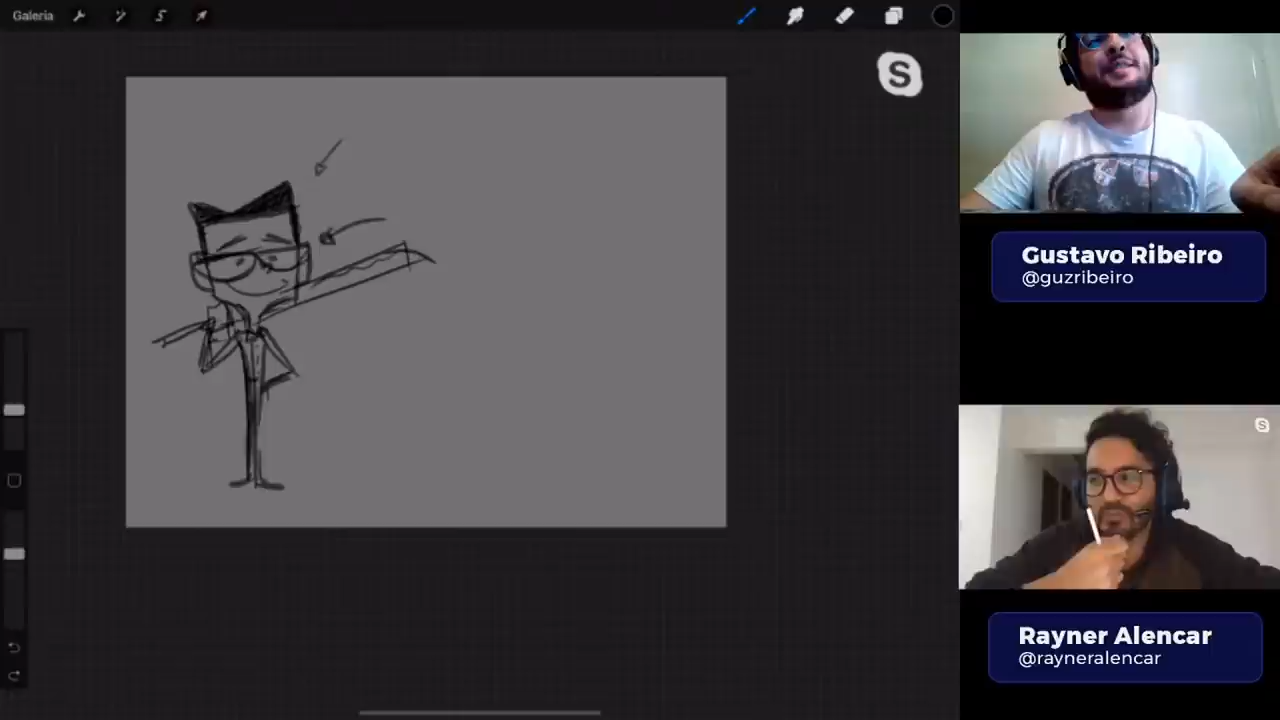 Galeria
S
Gustavo Ribeiro
@guzribeiro
S
Rayner Alencar
@rayneralencar